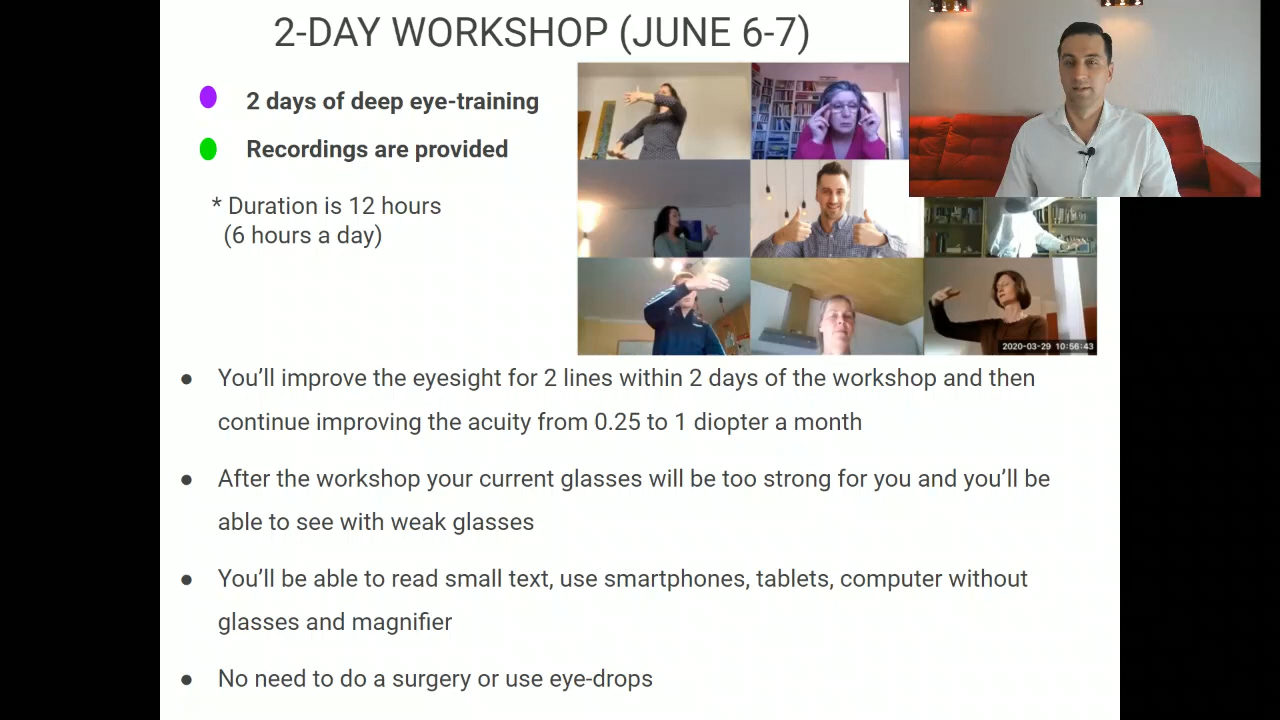 2-DAY WORKSHOP (JUNE 6-7)
2 days of deep eye-training
Recordings are provided
* Duration is 12 hours
(6 hours a day)
2020-03-29 10:56:43
● You’ll improve the eyesight for 2 lines within 2 days of the workshop and then
continue improving the acuity from 0.25 to 1 diopter a month
● After the workshop your current glasses will be too strong for you and you’ll be
able to see with weak glasses
● You’ll be able to read small text, use smartphones, tablets, computer without
glasses and magnifier
● No need to do a surgery or use eye-drops